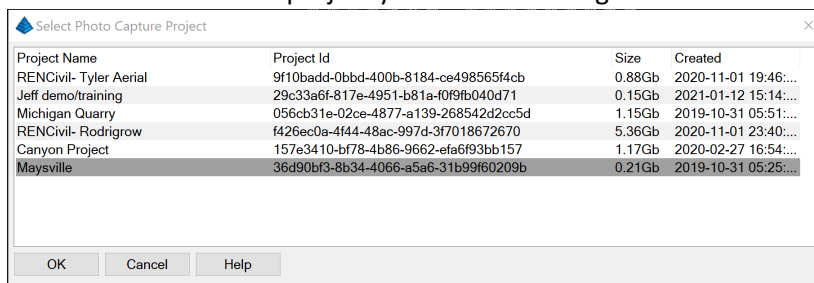 Select Photo Capture Project
Project Name Project Id Size Created
RENCivil- Tyler Aerial 9f10badd-0bbd-400b-8184-ce498565f4cb 0.88Gb 2020-11-01 19:46:...
Jeff demo/training 29c33a6f-817e-4951-b81a-f0f9fb040d71 0.15Gb 2021-01-12 15:14:...
Michigan Quarry 056cb31e-02ce-4877-a139-268542d2cc5d 1.15Gb 2019-10-31 05:51:...
RENCivil- Rodrigrow f426ec0a-4f44-48ac-997d-3f7018672670 5.36Gb 2020-11-01 23:40:...
Canyon Project 157e3410-bf78-4b86-9662-efa6f93bb157 1.17Gb 2020-02-27 16:54:...
Maysville 36d90bf3-8b34-4066-a5a6-31b99f60209b 0.21Gb 2019-10-31 05:25:...
OK Cancel Help